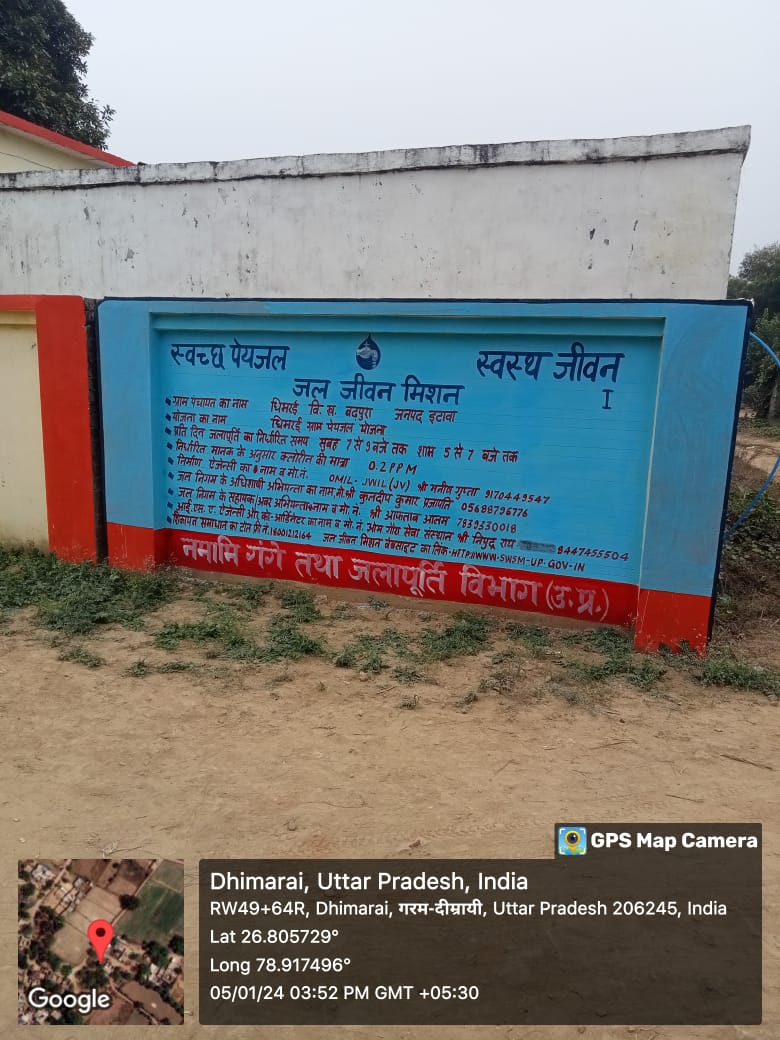 स्वच्छ पेयजल
स्वस्थ जीवन
जल जीवन मिशन
I
ग्राम पंचायत का नाम धिमरई वि. ख. बढ़पुरा जनपद इटावा
योजना का नाम धिमरई ग्राम पेयजल योजना
प्रति दिन जलापूर्ति का निर्धारित समय सुबह 7 से 9 बजे तक शाम 5 से 7 बजे तक
निर्धारित मानक के अनुसार क्लोरीन की मात्रा 0.2 PPM
निर्माण ऐजेन्सी का नाम व मो.नं. OMIL- JWIL (JV) श्री मनीष गुप्ता 9170449547
जल निगम के अधिशाषी अभियन्ता का नाम, मो. श्री कुलदीप कुमार प्रजापति 05688796776
जल निगम के सहायक/अवर अभियन्ता नाम व मो.नं. श्री आफताब आलम 7839330018
आई.एस.ए. ऐजेन्सी और को-आर्डिनेटर का नाम व मो.नं. ओम गोप सेवा संस्थान श्री निपुद्र राय 8447455504
शिकायत समाधान का टोल फ्री नं. 18001212164 जल जीवन मिशन वेबसाइट का लिंक-HTTP://WWW-SWSM-UP.GOV-IN
नमामि गंगे तथा जलापूर्ति विभाग (उ.प्र.)
GPS Map Camera
Dhimarai, Uttar Pradesh, India
RW49+64R, Dhimarai, गरम-दीम्रायी, Uttar Pradesh 206245, India
Lat 26.805729°
Long 78.917496°
05/01/24 03:52 PM GMT +05:30
Google